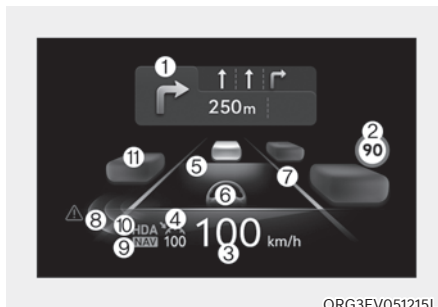 ①
250m
②
90
⑪
⑤
⑦
⑥
⑧
⑩ HDA
④
⑨ NAV 100
100 km/h
③
ORG3EV051215L